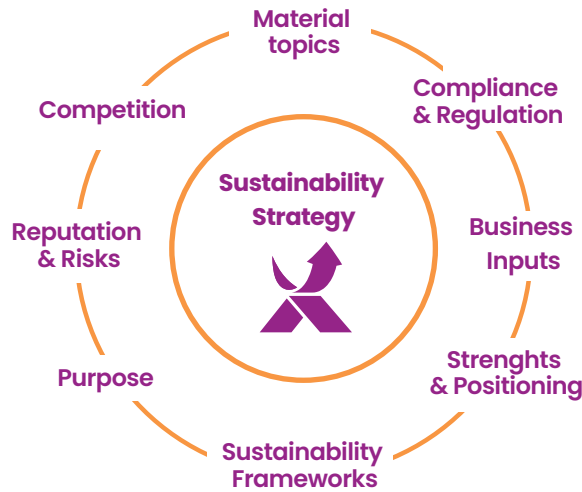 Material
topics
Compliance
& Regulation
Business
Inputs
Strenghts
& Positioning
Sustainability
Frameworks
Purpose
Reputation
& Risks
Competition
Sustainability
Strategy